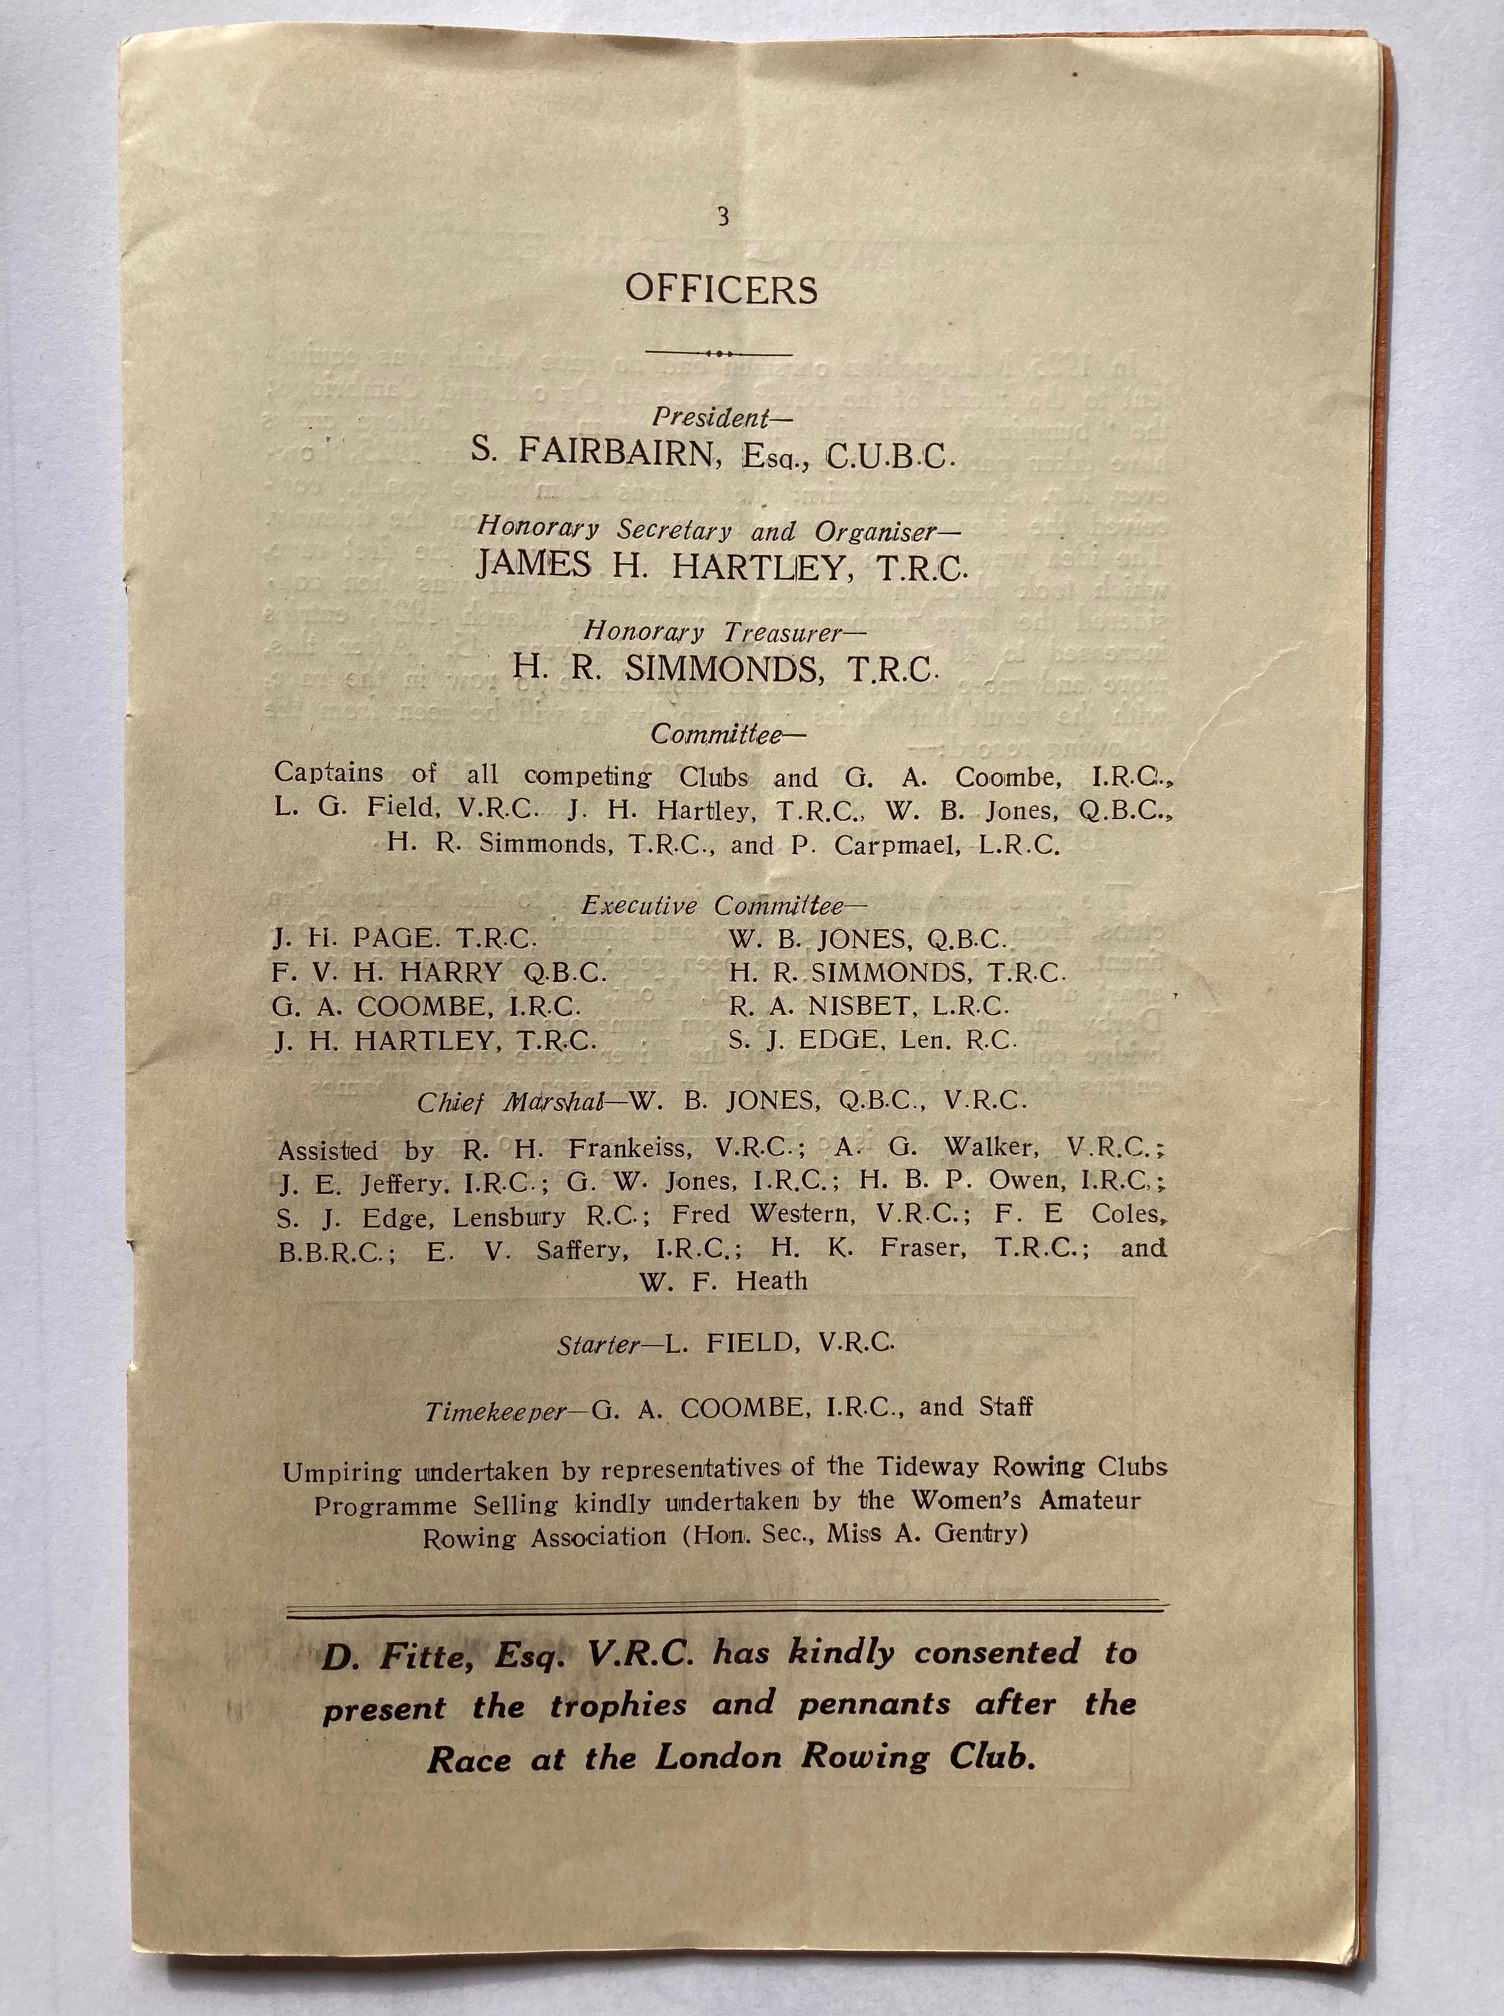 3
OFFICERS
President—
S. FAIRBAIRN, Esq., C.U.B.C.
Honorary Secretary and Organiser—
JAMES H. HARTLEY, T.R.C.
Honorary Treasurer—
H. R. SIMMONDS, T.R.C.
Committee—
Captains of all competing Clubs and G. A. Coombe, I.R.C.,
L. G. Field, V.R.C. J. H. Hartley, T.R.C., W. B. Jones, Q.B.C.,
H. R. Simmonds, T.R.C., and P. Carpmael, L.R.C.
Executive Committee—
J. H. PAGE. T.R.C. W. B. JONES, Q.B.C.
F. V. H. HARRY Q.B.C. H. R. SIMMONDS, T.R.C.
G. A. COOMBE, I.R.C. R. A. NISBET, L.R.C.
J. H. HARTLEY, T.R.C. S. J. EDGE, Len. R.C.
Chief Marshal—W. B. JONES, Q.B.C., V.R.C.
Assisted by R. H. Frankeiss, V.R.C.; A. G. Walker, V.R.C.;
J. E. Jeffery. I.R.C.; G. W. Jones, I.R.C.; H. B. P. Owen, I.R.C.;
S. J. Edge, Lensbury R.C.; Fred Western, V.R.C.; F. E Coles,
B.B.R.C.; E. V. Saffery, I.R.C.; H. K. Fraser, T.R.C.; and
W. F. Heath
Starter—L. FIELD, V.R.C.
Timekeeper—G. A. COOMBE, I.R.C., and Staff
Umpiring undertaken by representatives of the Tideway Rowing Clubs
Programme Selling kindly undertaken by the Women's Amateur
Rowing Association (Hon. Sec., Miss A. Gentry)
D. Fitte, Esq. V.R.C. has kindly consented to
present the trophies and pennants after the
Race at the London Rowing Club.